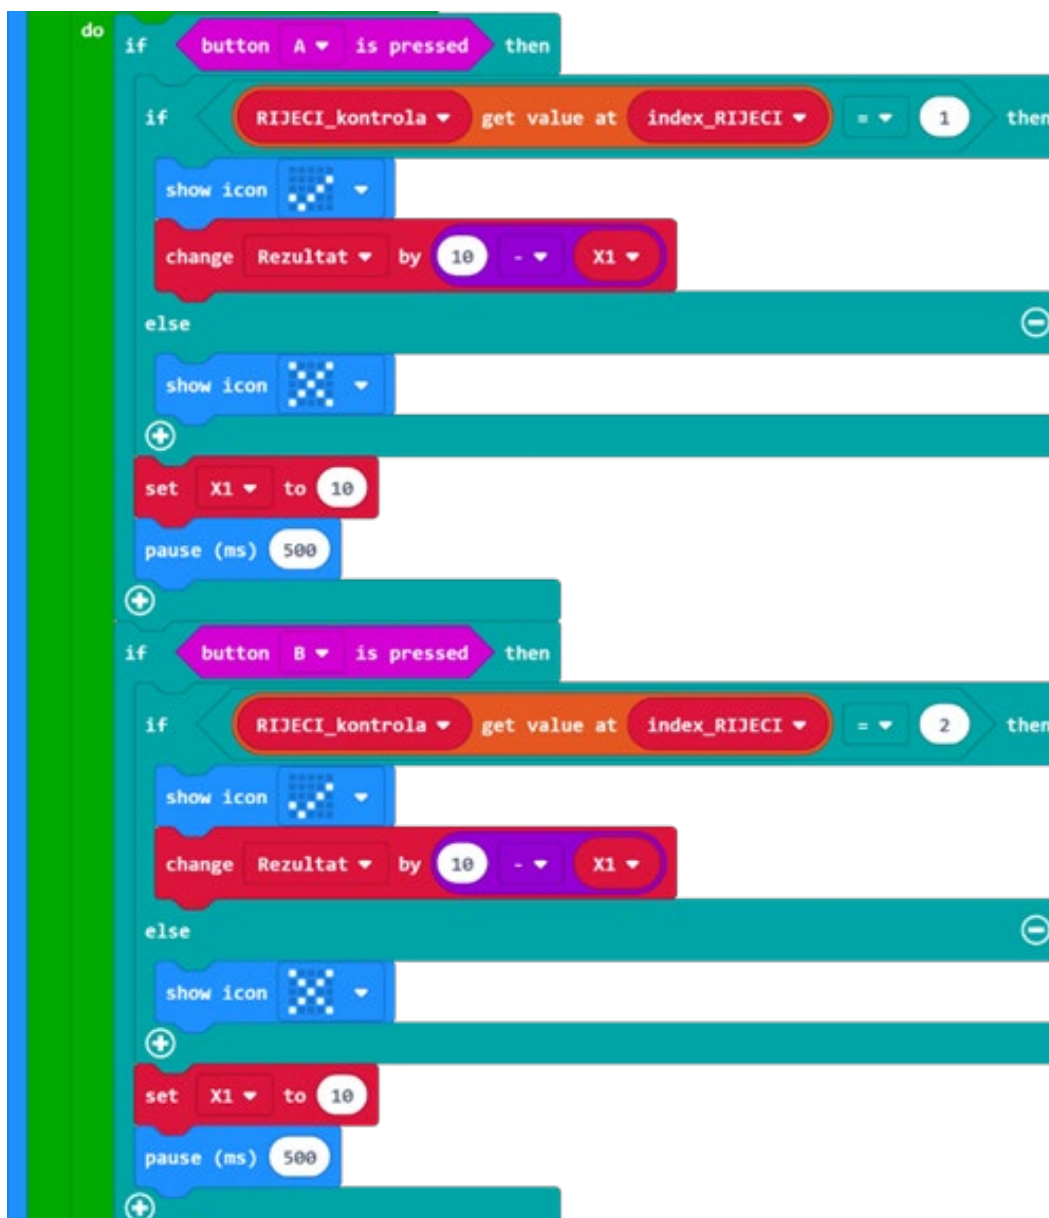 do
if button A is pressed then
if RIJECI_kontrola get value at index_RIJECI = 1 then
show icon
change Rezultat by 10 - X1
else
show icon
set X1 to 10
pause (ms) 500
if button B is pressed then
if RIJECI_kontrola get value at index_RIJECI = 2 then
show icon
change Rezultat by 10 - X1
else
show icon
set X1 to 10
pause (ms) 500